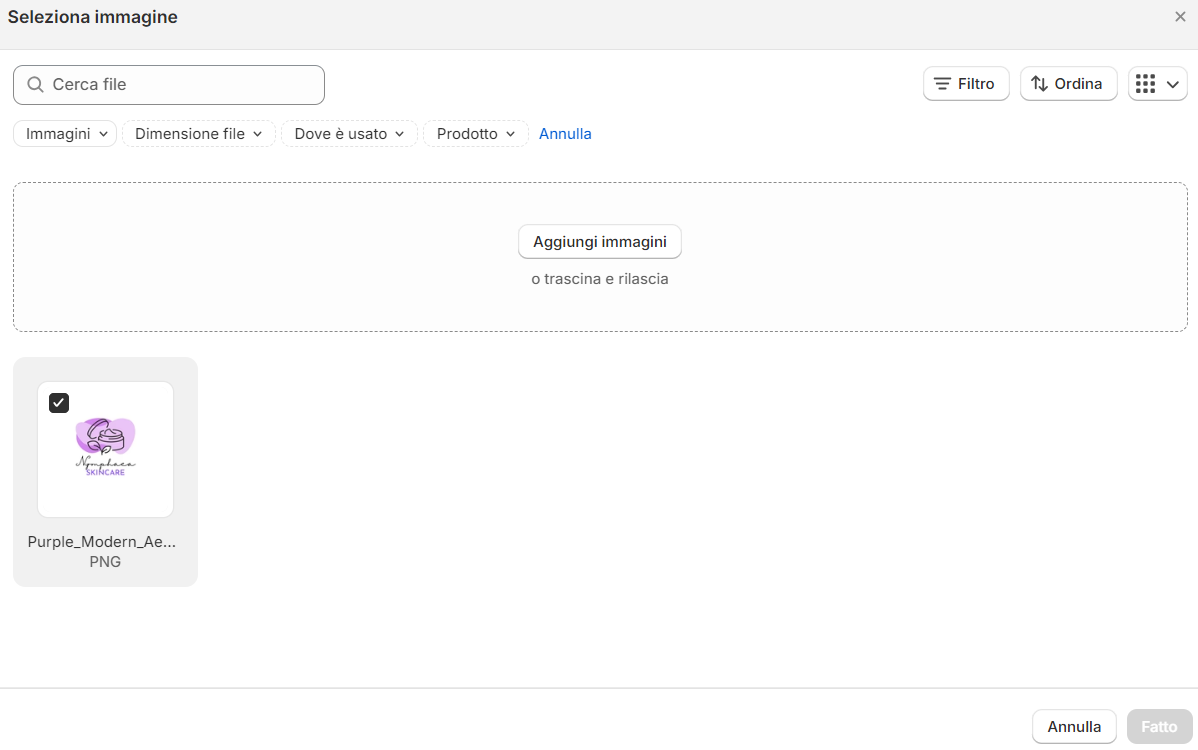 Seleziona immagine
Cerca file
Filtro
Ordina
Immagini
Dimensione file
Dove è usato
Prodotto
Annulla
Aggiungi immagini
o trascina e rilascia
Nymphaea
SKINCARE
Purple_Modern_Ae...
PNG
Annulla
Fatto